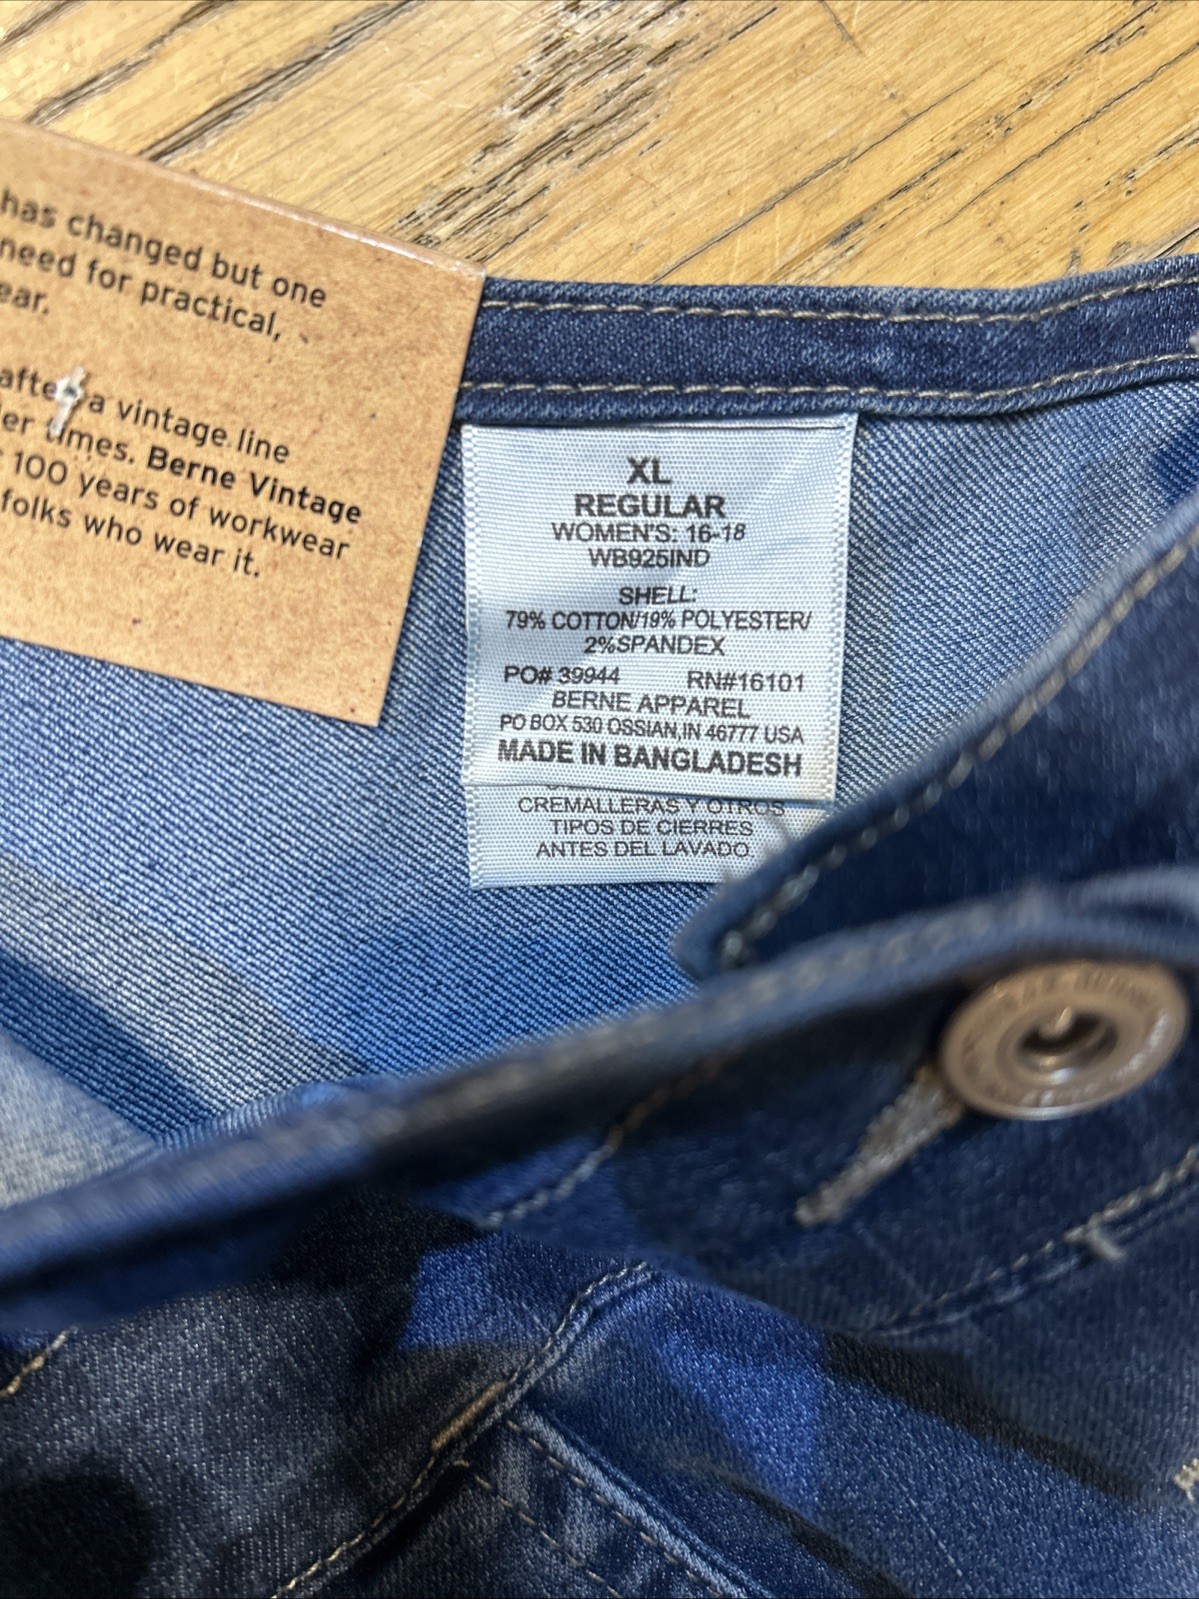 has changed but one
need for practical,
ear.
a vintage line
times. Berne Vintage
100 years of workwear
folks who wear it.
XL
REGULAR
WOMEN'S: 16-18
WB925IND
SHELL:
79% COTTON/19% POLYESTER/
2%SPANDEX
PO# 39944 RN#16101
BERNE APPAREL
PO BOX 530 OSSIAN,IN 46777 USA
MADE IN BANGLADESH
CREMALLERAS Y OTROS
TIPOS DE CIERRES
ANTES DEL LAVADO.